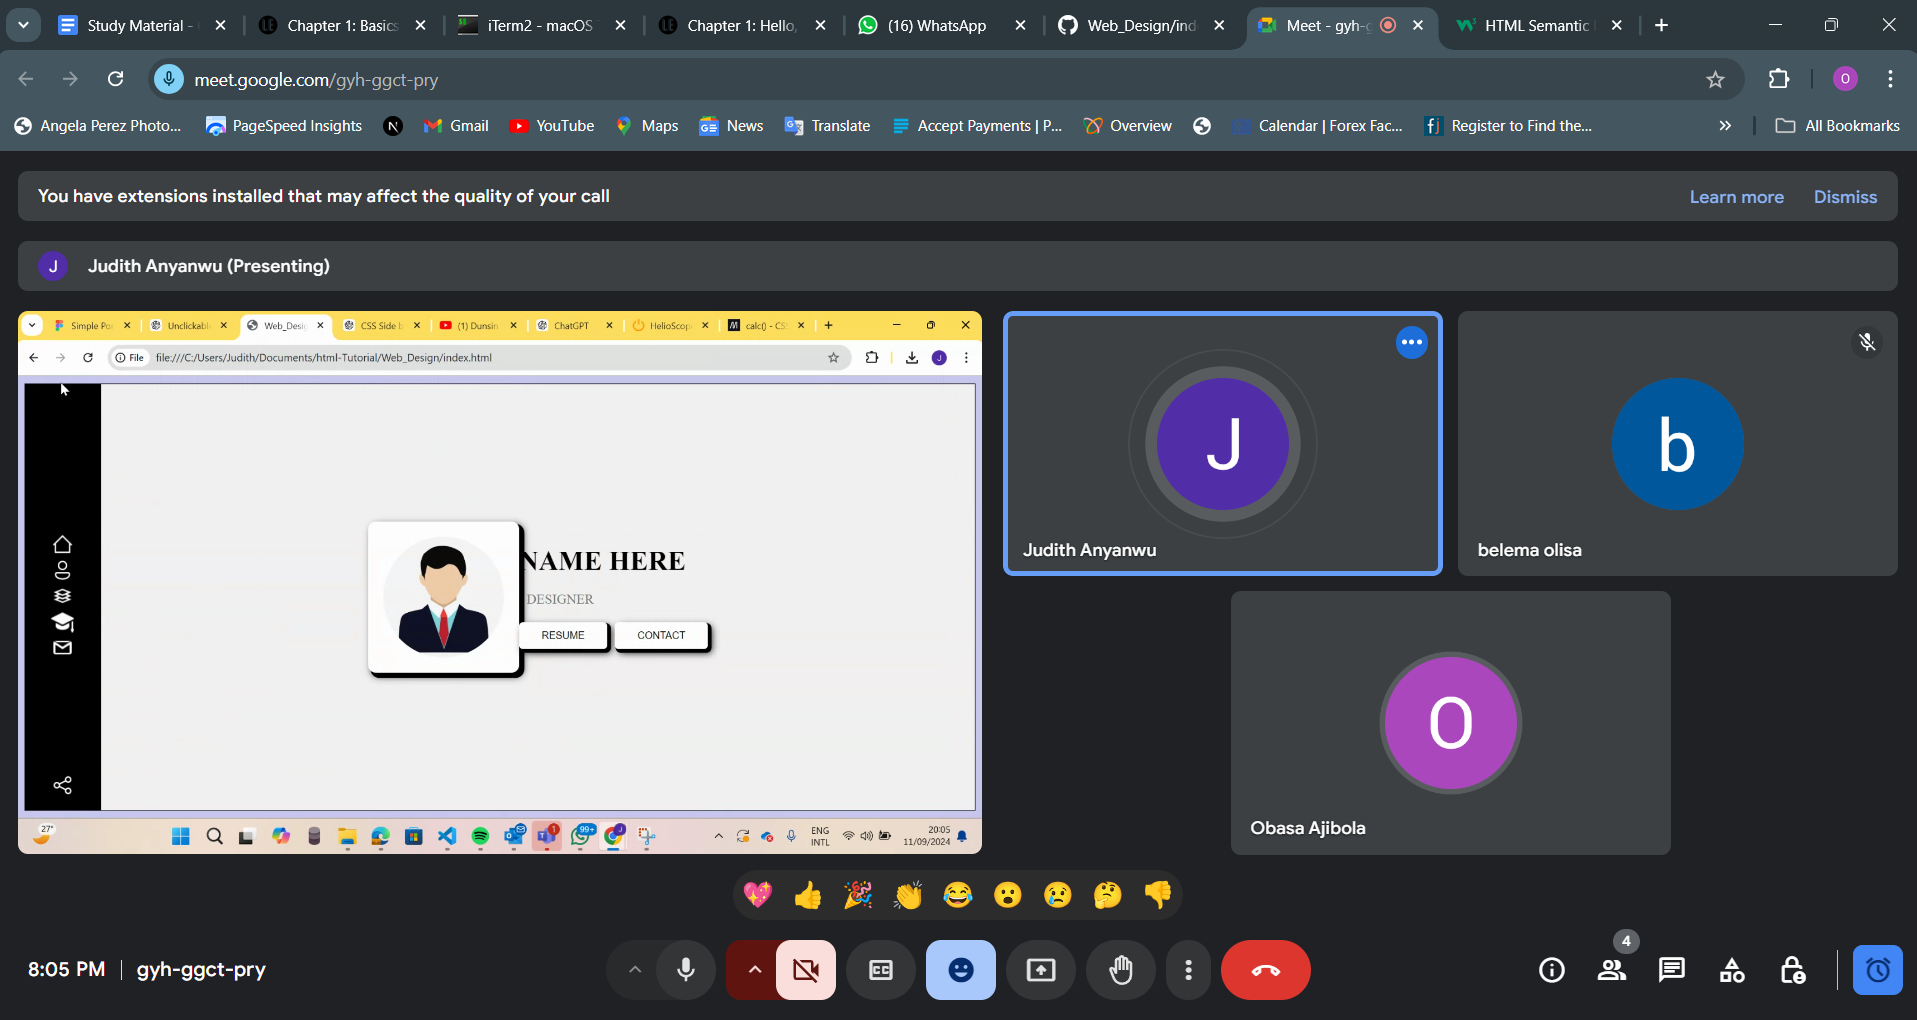 Study Material -
Chapter 1: Basics
iTerm2 - macOS
Chapter 1: Hello,
(16) WhatsApp
Web_Design/ind
Meet - gyh-g
HTML Semantic
meet.google.com/gyh-ggct-pry
O
Angela Perez Photo...
PageSpeed Insights
N
Gmail
YouTube
Maps
News
Translate
Accept Payments | P...
Overview
Calendar | Forex Fac...
fj
Register to Find the...
All Bookmarks
You have extensions installed that may affect the quality of your call
Learn more
Dismiss
J
Judith Anyanwu (Presenting)
Simple Po
Unclickabl
Web_Desig
CSS Side b
(1) Dunsin
ChatGPT
HelioScop
calc() - CS
File
file:///C:/Users/Judith/Documents/html-Tutorial/Web_Design/index.html
J
NAME HERE
DESIGNER
RESUME
CONTACT
27°
1
99+
ENG
INTL
20:05
11/09/2024
J
Judith Anyanwu
b
belema olisa
O
Obasa Ajibola
8:05 PM
gyh-ggct-pry
CC
4